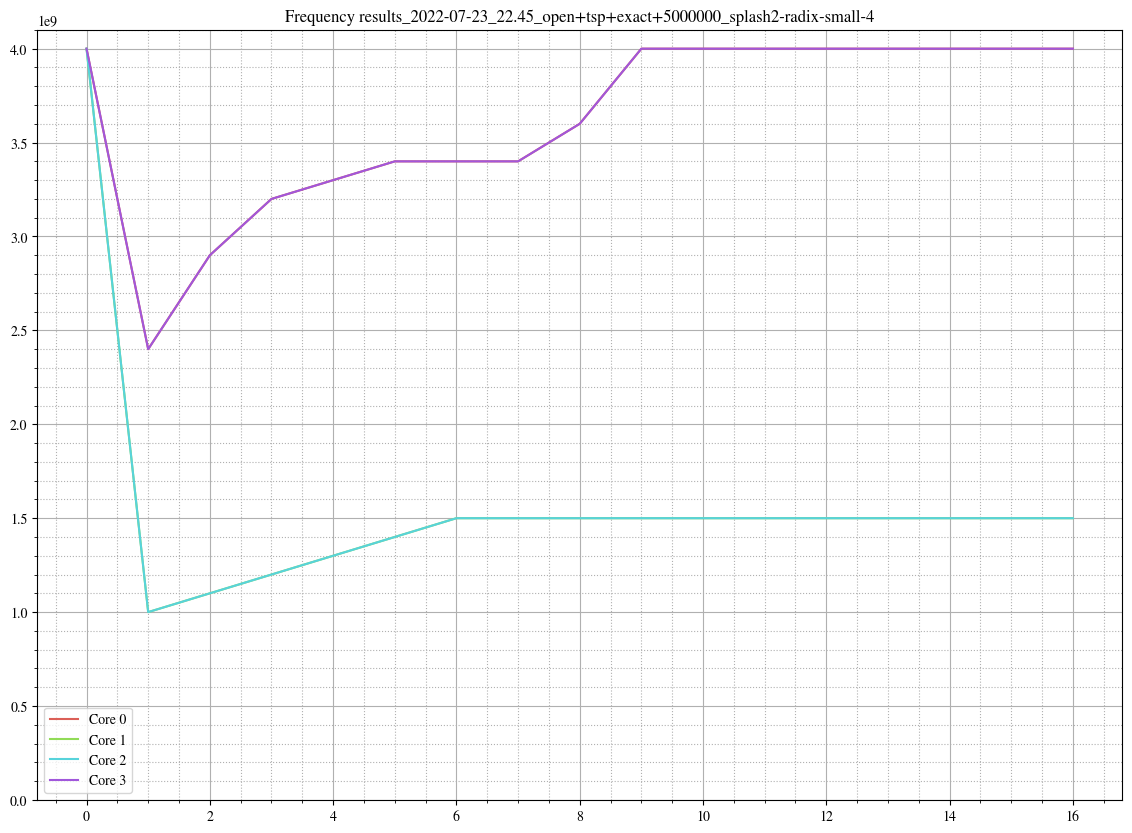 Frequency results_2022-07-23_22.45_open+tsp+exact+5000000_splash2-radix-small-4
1e9
4.0
3.5
3.0
2.5
2.0
1.5
1.0
0.5
0.0
Core 0
Core 1
Core 2
Core 3
0 2 4 6 8 10 12 14 16